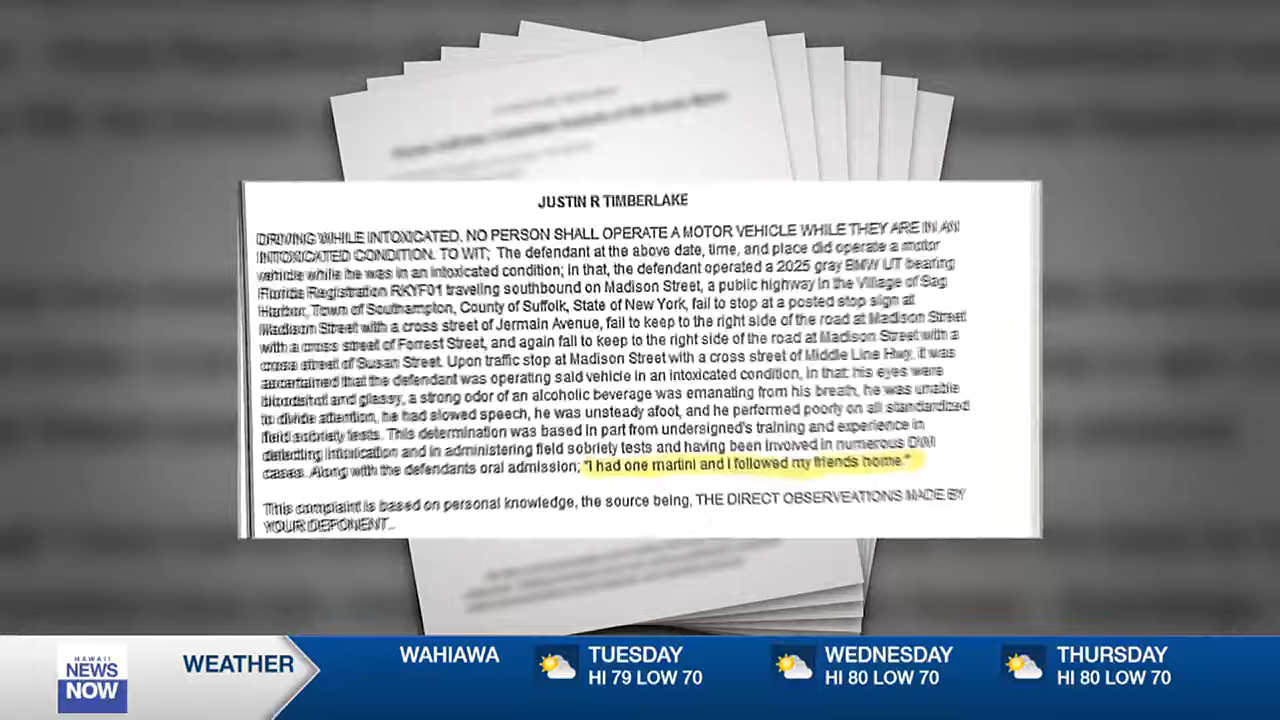 JUSTIN R TIMBERLAKE
DRIVING WHILE INTOXICATED. NO PERSON SHALL OPERATE A MOTOR VEHICLE WHILE THEY ARE IN AN
INTOXICATED CONDITION. TO WIT; The defendant at the above date, time, and place did operate a motor
vehicle while he was in an intoxicated condition; in that, the defendant operated a 2025 gray BMW UT bearing
Florida Registration RKYF01 traveling southbound on Madison Street, a public highway in the Village of Sag
Harbor, Town of Southampton, County of Suffolk, State of New York, fail to stop at a posted stop sign at
Madison Street with a cross street of Jermain Avenue, fail to keep to the right side of the road at Madison Street
with a cross street of Forrest Street, and again fail to keep to the right side of the road at Madison Street with a
cross street of Susan Street. Upon traffic stop at Madison Street with a cross street of Middle Line Hwy, it was
ascertained that the defendant was operating said vehicle in an intoxicated condition, in that: his eyes were
bloodshot and glassy, a strong odor of an alcoholic beverage was emanating from his breath, he was unable
to divide attention, he had slowed speech, he was unsteady afoot, and he performed poorly on all standardized
field sobriety tests. This determination was based in part from undersigned's training and experience in
detecting intoxication and in administering field sobriety tests and having been involved in numerous DWI
cases. Along with the defendants oral admission; "I had one martini and I followed my friends home."
This complaint is based on personal knowledge, the source being, THE DIRECT OBSERVEATIONS MADE BY
YOUR DEPONENT..
HAWAII
NEWS
NOW
WEATHER
WAHIAWA
TUESDAY
HI 79 LOW 70
WEDNESDAY
HI 80 LOW 70
THURSDAY
HI 80 LOW 70